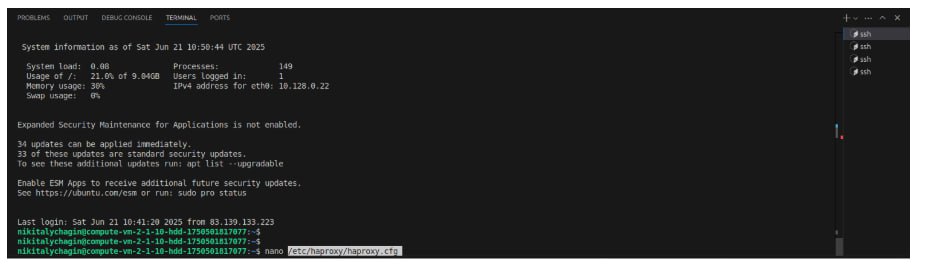 PROBLEMS OUTPUT DEBUG CONSOLE TERMINAL PORTS
System information as of Sat Jun 21 10:50:44 UTC 2025
System load: 0.08 Processes: 149
Usage of /: 21.0% of 9.04GB Users logged in: 1
Memory usage: 30% IPv4 address for eth0: 10.128.0.22
Swap usage: 0%
Expanded Security Maintenance for Applications is not enabled.
34 updates can be applied immediately.
33 of these updates are standard security updates.
To see these additional updates run: apt list --upgradable
Enable ESM Apps to receive additional future security updates.
See https://ubuntu.com/esm or run: sudo pro status
Last login: Sat Jun 21 10:41:20 2025 from 83.139.133.223
nikitalychagin@compute-vm-2-1-10-hdd-1750501817077:~$
nikitalychagin@compute-vm-2-1-10-hdd-1750501817077:~$
nikitalychagin@compute-vm-2-1-10-hdd-1750501817077:~$ nano /etc/haproxy/haproxy.cfg
ssh
ssh
ssh
ssh